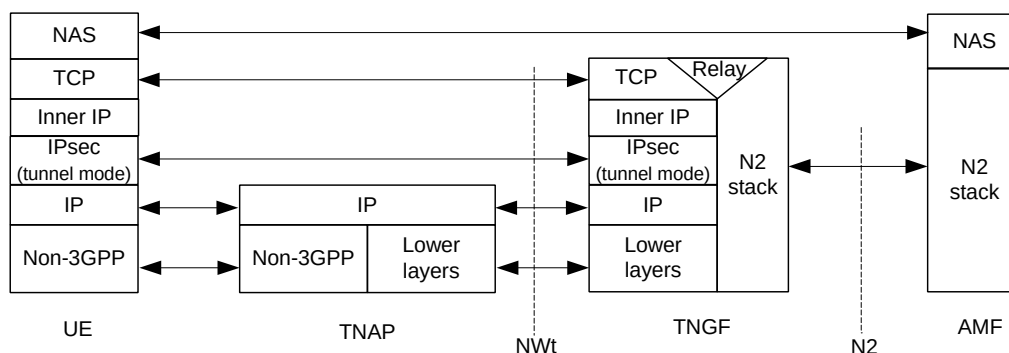 NAS
TCP
Inner IP
IPsec
(tunnel mode)
IP
Non-3GPP
UE
IP
Non-3GPP
Lower
layers
TNAP
NWt
TCP
Relay
Inner IP
IPsec
(tunnel mode)
IP
Lower
layers
N2
stack
TNGF
N2
NAS
N2
stack
AMF